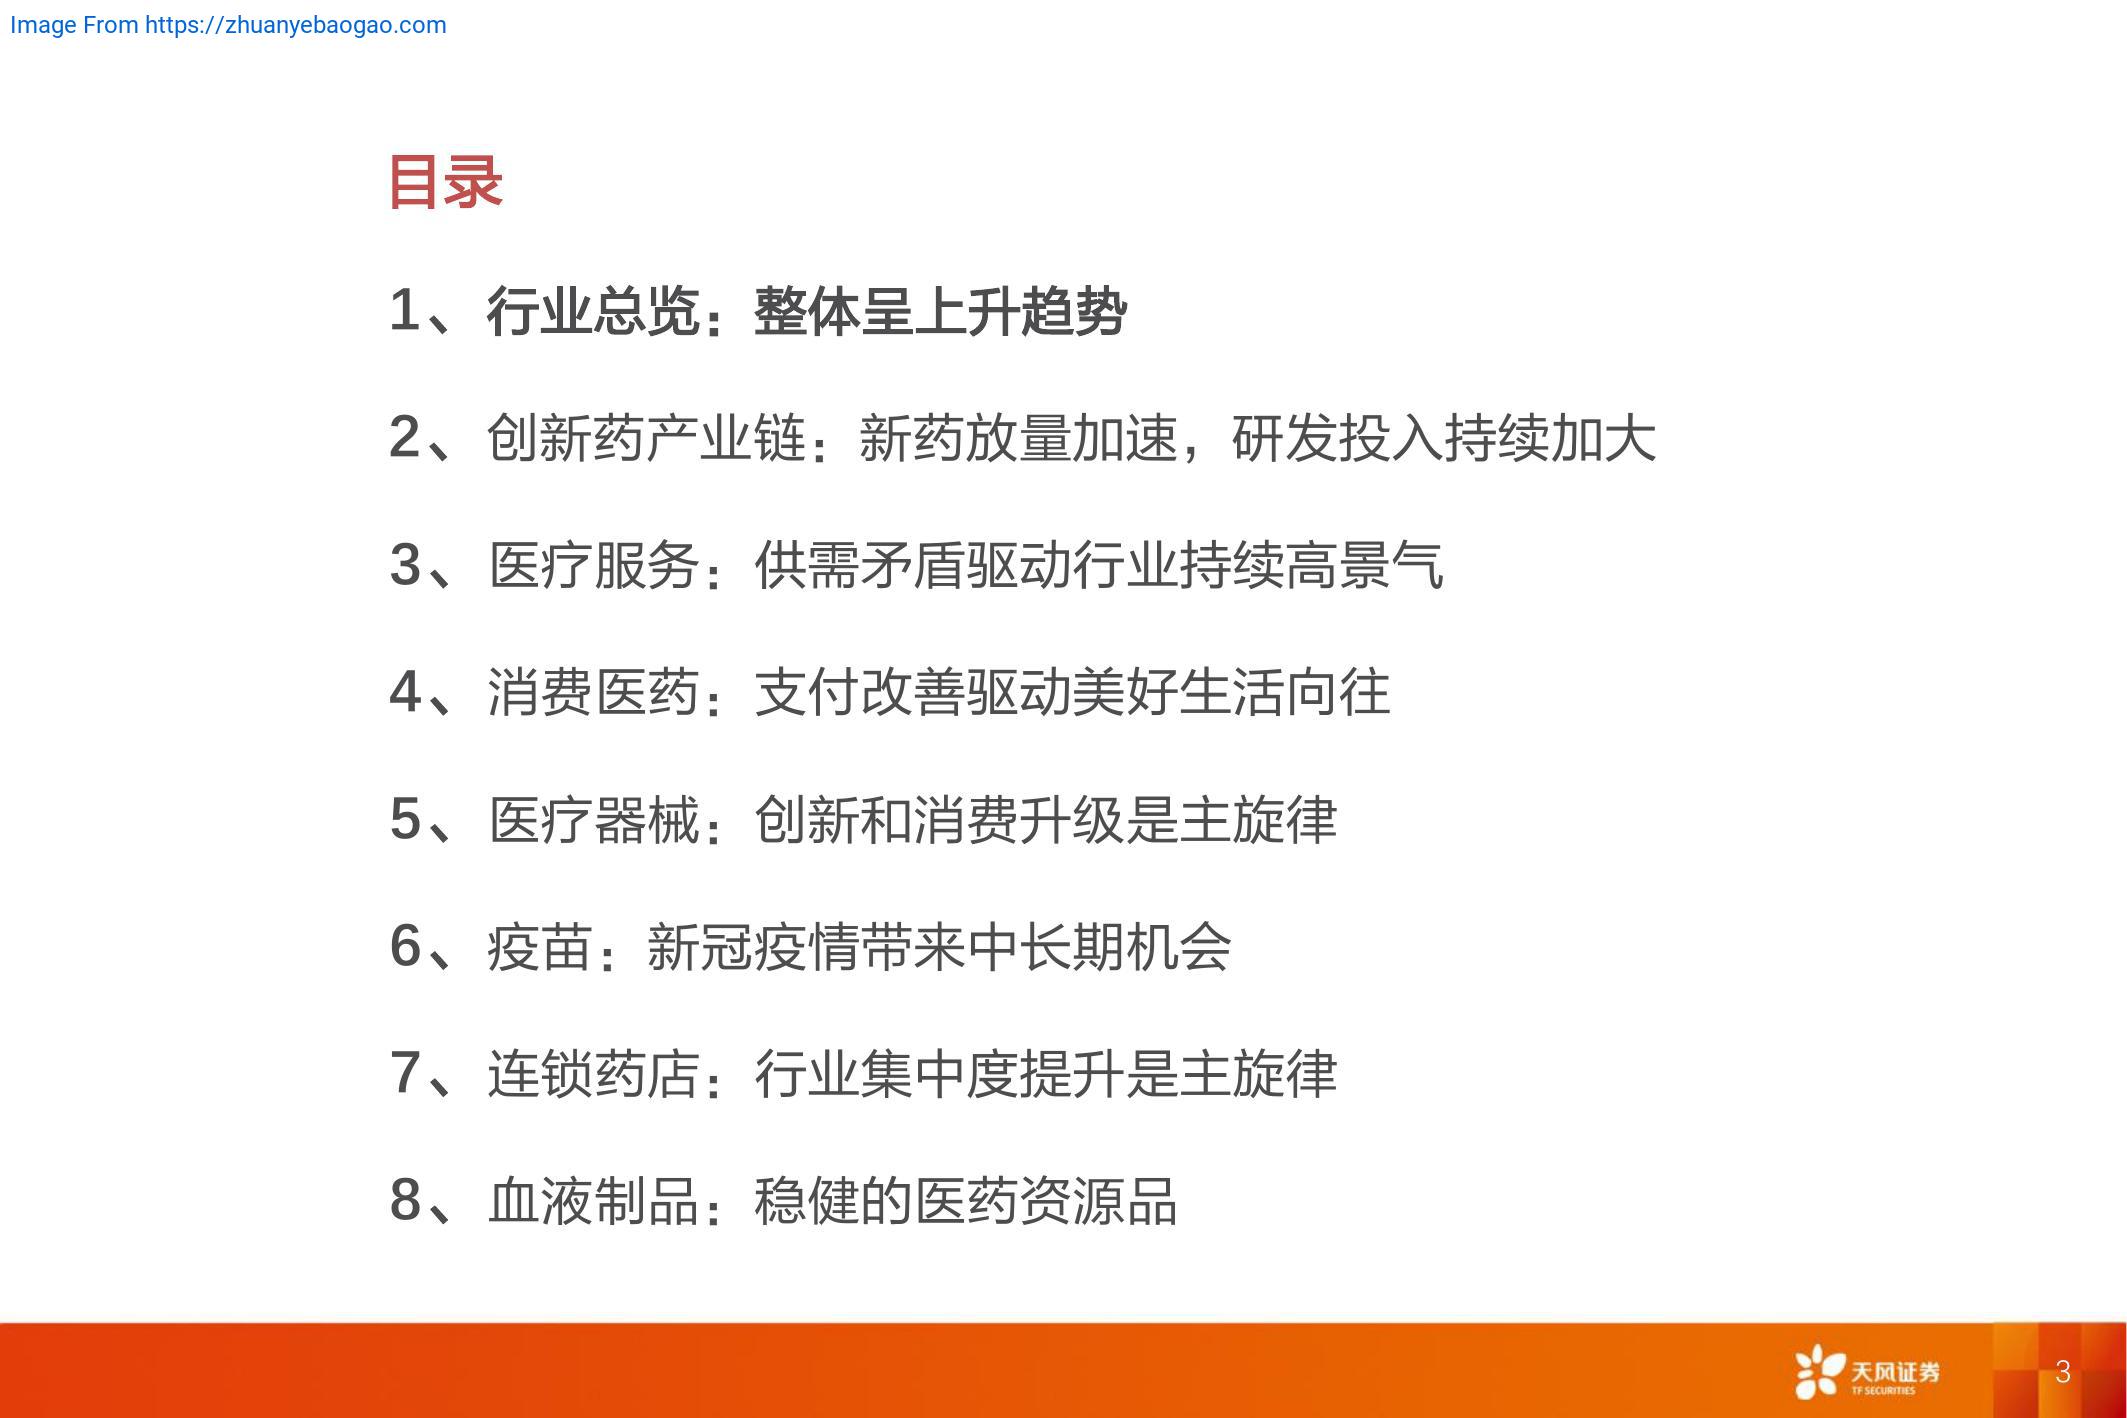 Image From https://zhuanyebaogao.com
目录
1、行业总览：整体呈上升趋势
2、创新药产业链：新药放量加速，研发投入持续加大
3、医疗服务：供需矛盾驱动行业持续高景气
4、消费医药：支付改善驱动美好生活向往
5、医疗器械：创新和消费升级是主旋律
6、疫苗：新冠疫情带来中长期机会
7、连锁药店：行业集中度提升是主旋律
8、血液制品：稳健的医药资源品
天风证券
TF SECURITIES
3